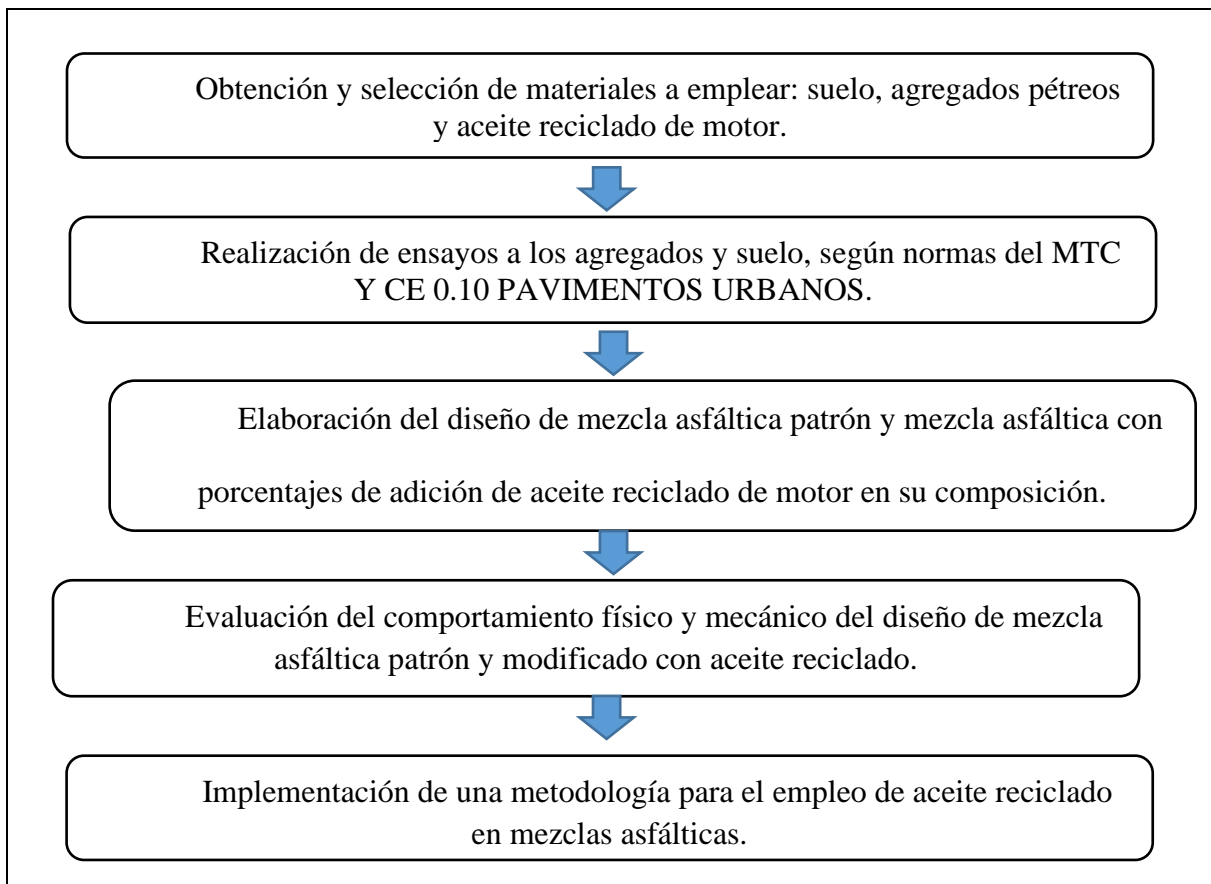 Obtención y selección de materiales a emplear: suelo, agregados pétreos
y aceite reciclado de motor.
Realización de ensayos a los agregados y suelo, según normas del MTC
Y CE 0.10 PAVIMENTOS URBANOS.
Elaboración del diseño de mezcla asfáltica patrón y mezcla asfáltica con
porcentajes de adición de aceite reciclado de motor en su composición.
Evaluación del comportamiento físico y mecánico del diseño de mezcla
asfáltica patrón y modificado con aceite reciclado.
Implementación de una metodología para el empleo de aceite reciclado
en mezclas asfálticas.